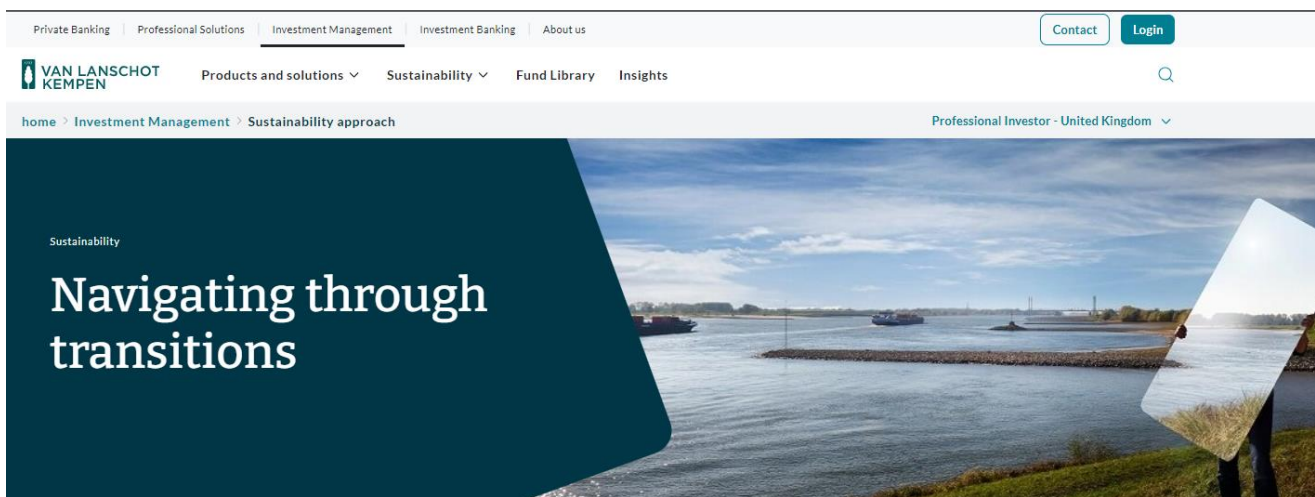 Private Banking Professional Solutions Investment Management Investment Banking About us Contact Login
VAN LANSCHOT
KEMPEN
Products and solutions Sustainability Fund Library Insights
home > Investment Management > Sustainability approach Professional Investor - United Kingdom
Sustainability
Navigating through
transitions